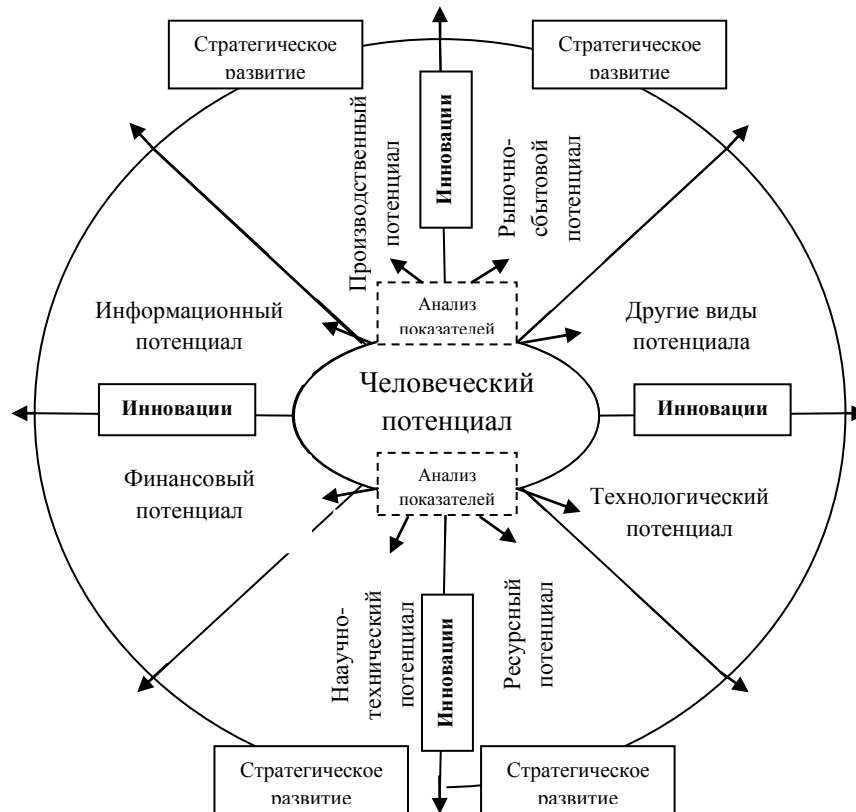 Стратегическое
развитие
Стратегическое
развитие
Производственный
потенциал
Инновации
Рыночно-
сбытовой
потенциал
Анализ
показателей
Информационный
потенциал
Другие виды
потенциала
Человеческий
потенциал
Инновации
Инновации
Анализ
показателей
Финансовый
потенциал
Технологический
потенциал
Нааучно-
технический
потенциал
Инновации
Ресурсный
потенциал
Стратегическое
развитие
Стратегическое
развитие